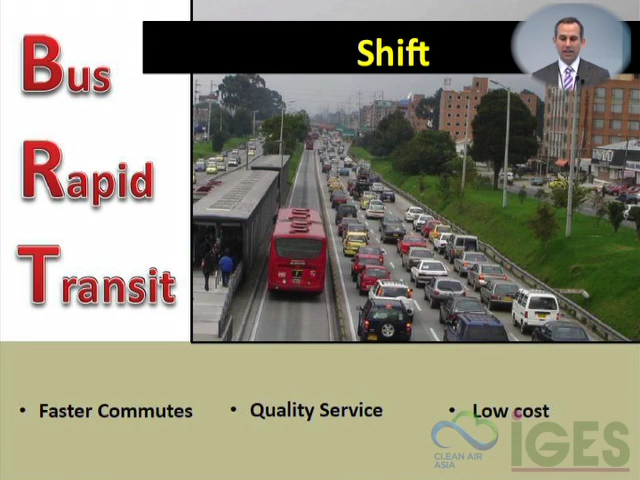 Shift
Bus
Rapid
Transit
• Faster Commutes
• Quality Service
• Low cost
CLEAN AIR
ASIA
iGES